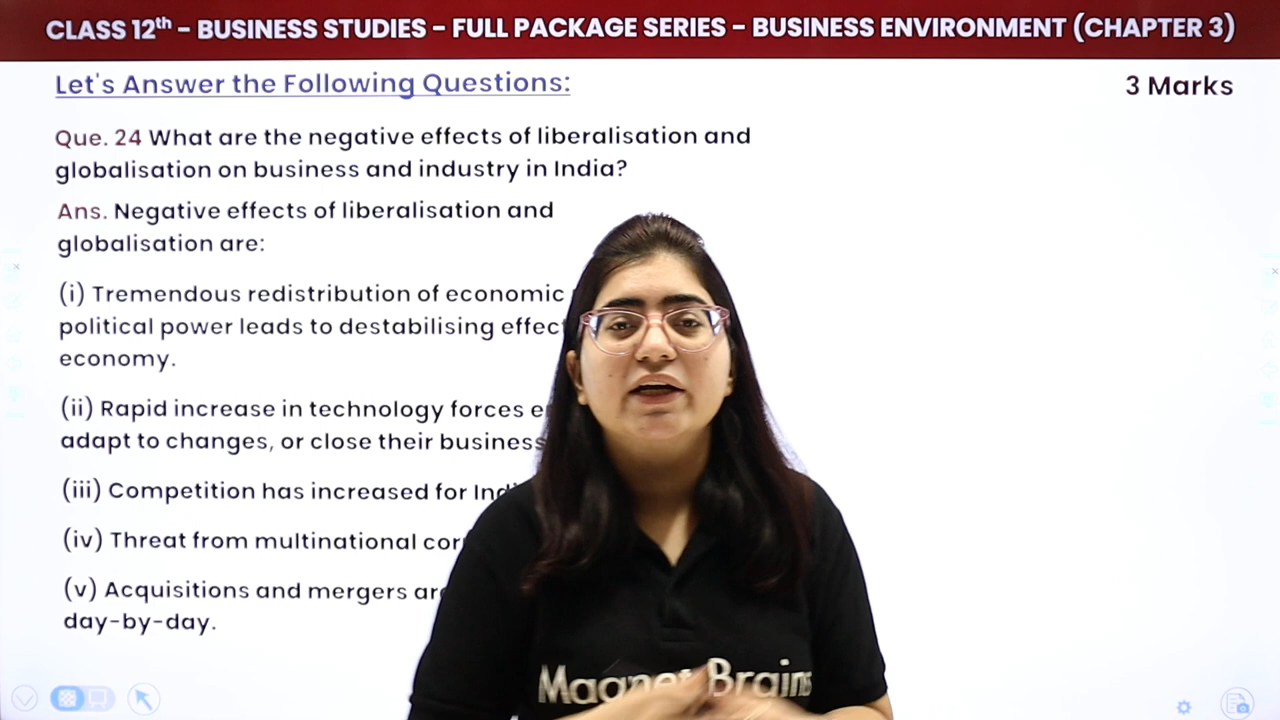 CLASS 12th – BUSINESS STUDIES – FULL PACKAGE SERIES – BUSINESS ENVIRONMENT (CHAPTER 3)
Let's Answer the Following Questions:
3 Marks
Que. 24 What are the negative effects of liberalisation and
globalisation on business and industry in India?
Ans. Negative effects of liberalisation and
globalisation are:
(i) Tremendous redistribution of economic
political power leads to destabilising
economy.
(ii) Rapid increase in technology forces
adapt to changes, or close their business
(iii) Competition has increased for
(iv) Threat from multinational
(v) Acquisitions and mergers
day-by-day.
Magnet Brains